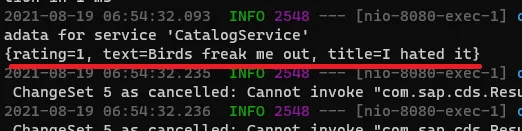 2021-08-19 06:54:32.093 INFO 2548 --- [nio-8080-exec-1]
adata for service 'CatalogService'
{rating=1, text=Birds freak me out, title=I hated it}
2021-08-19 06:54:32.235 INFO 2548 --- [nio-8080-exec-1]
ChangeSet 5 as cancelled: Cannot invoke "com.sap.cds.Resu
2021-08-19 06:54:32.236 INFO 2548 --- [nio-8080-exec-1]
ChangeSet 4 as cancelled: Cannot invoke "com.sap.cds.Resu